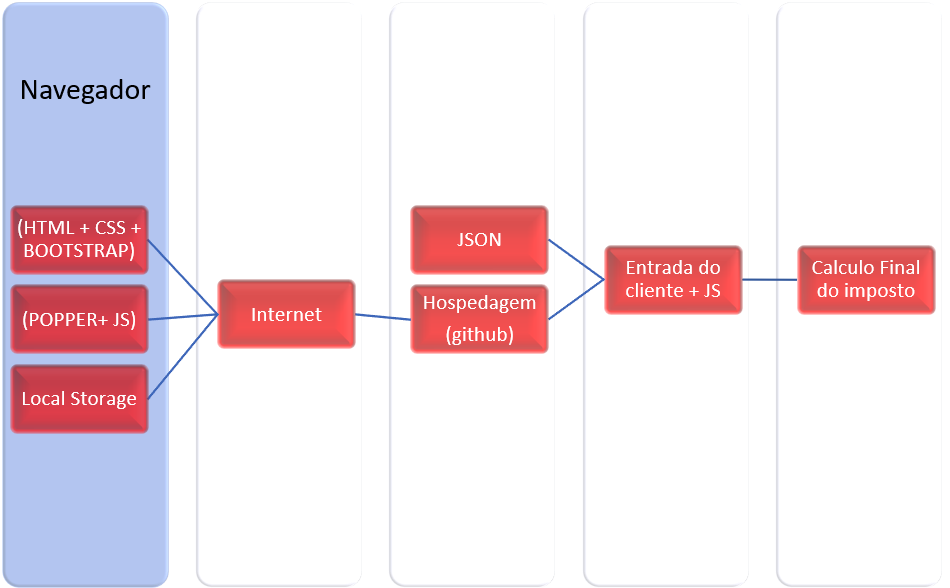 Navegador
(HTML + CSS +
BOOTSTRAP)
(POPPER+ JS)
Local Storage
Internet
JSON
Hospedagem
(github)
Entrada do
cliente + JS
Calculo Final
do imposto